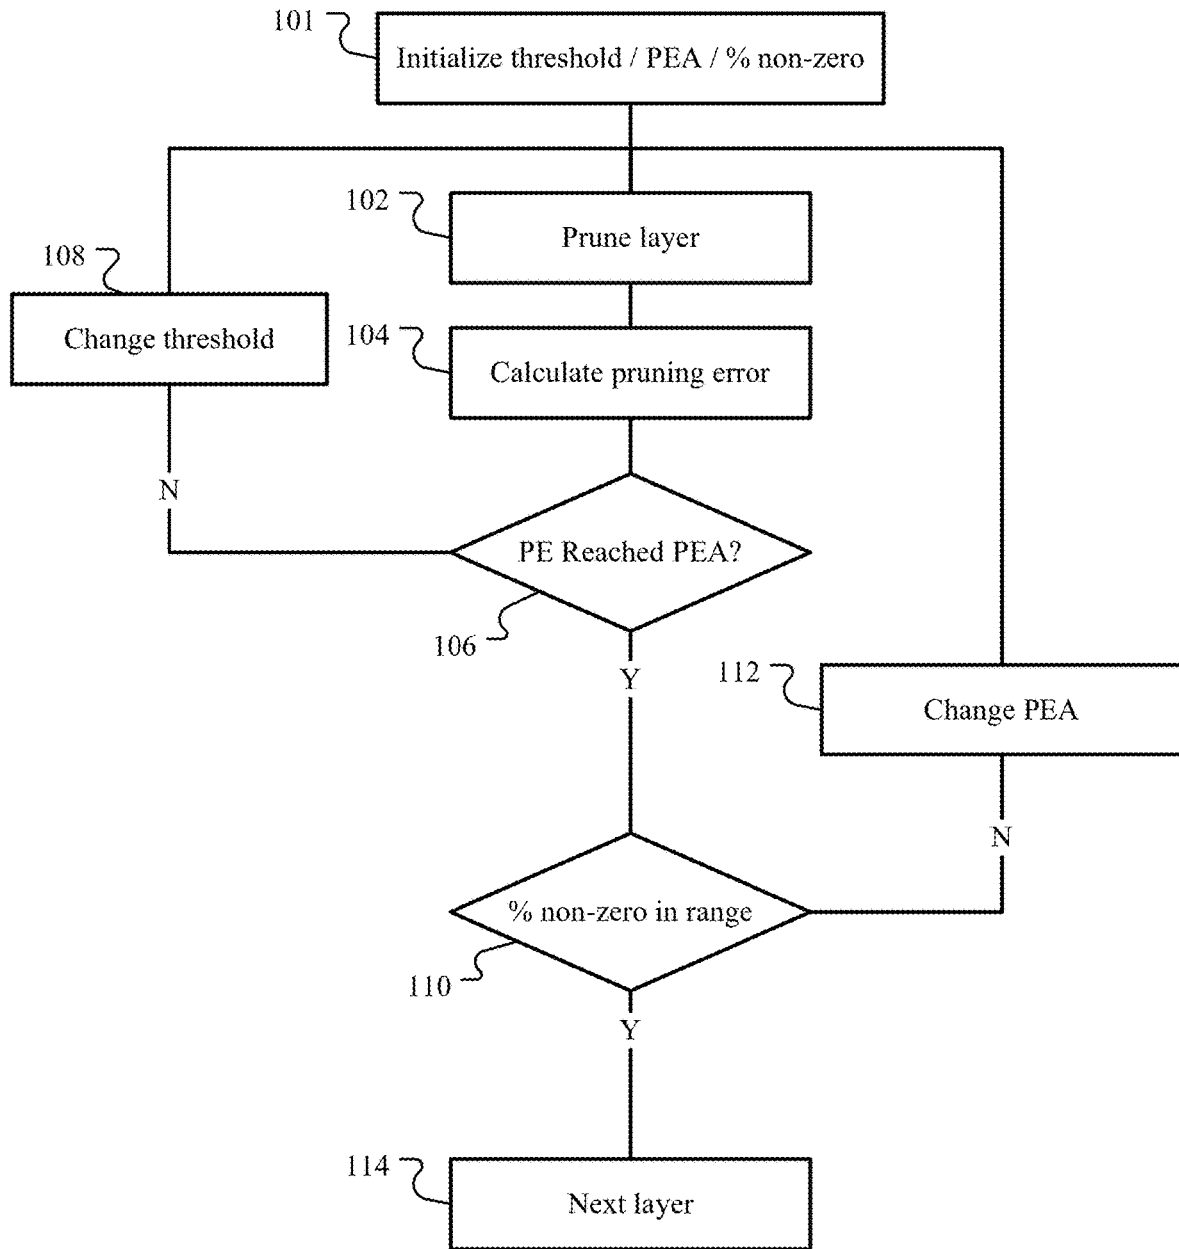 101
Initialize threshold / PEA / % non-zero
102
Prune layer
108
Change threshold
104
Calculate pruning error
N
PE Reached PEA?
106
Y
112
Change PEA
N
% non-zero in range
110
Y
114
Next layer